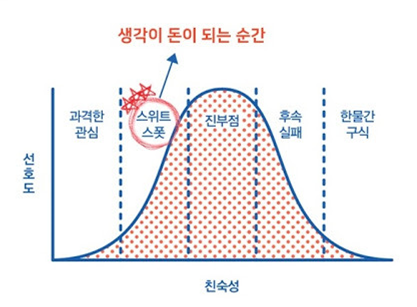 생각이 돈이 되는 순간
과격한
관심
스위트
스폿
진부점
후속
실패
한물간
구식
선호도
친숙성